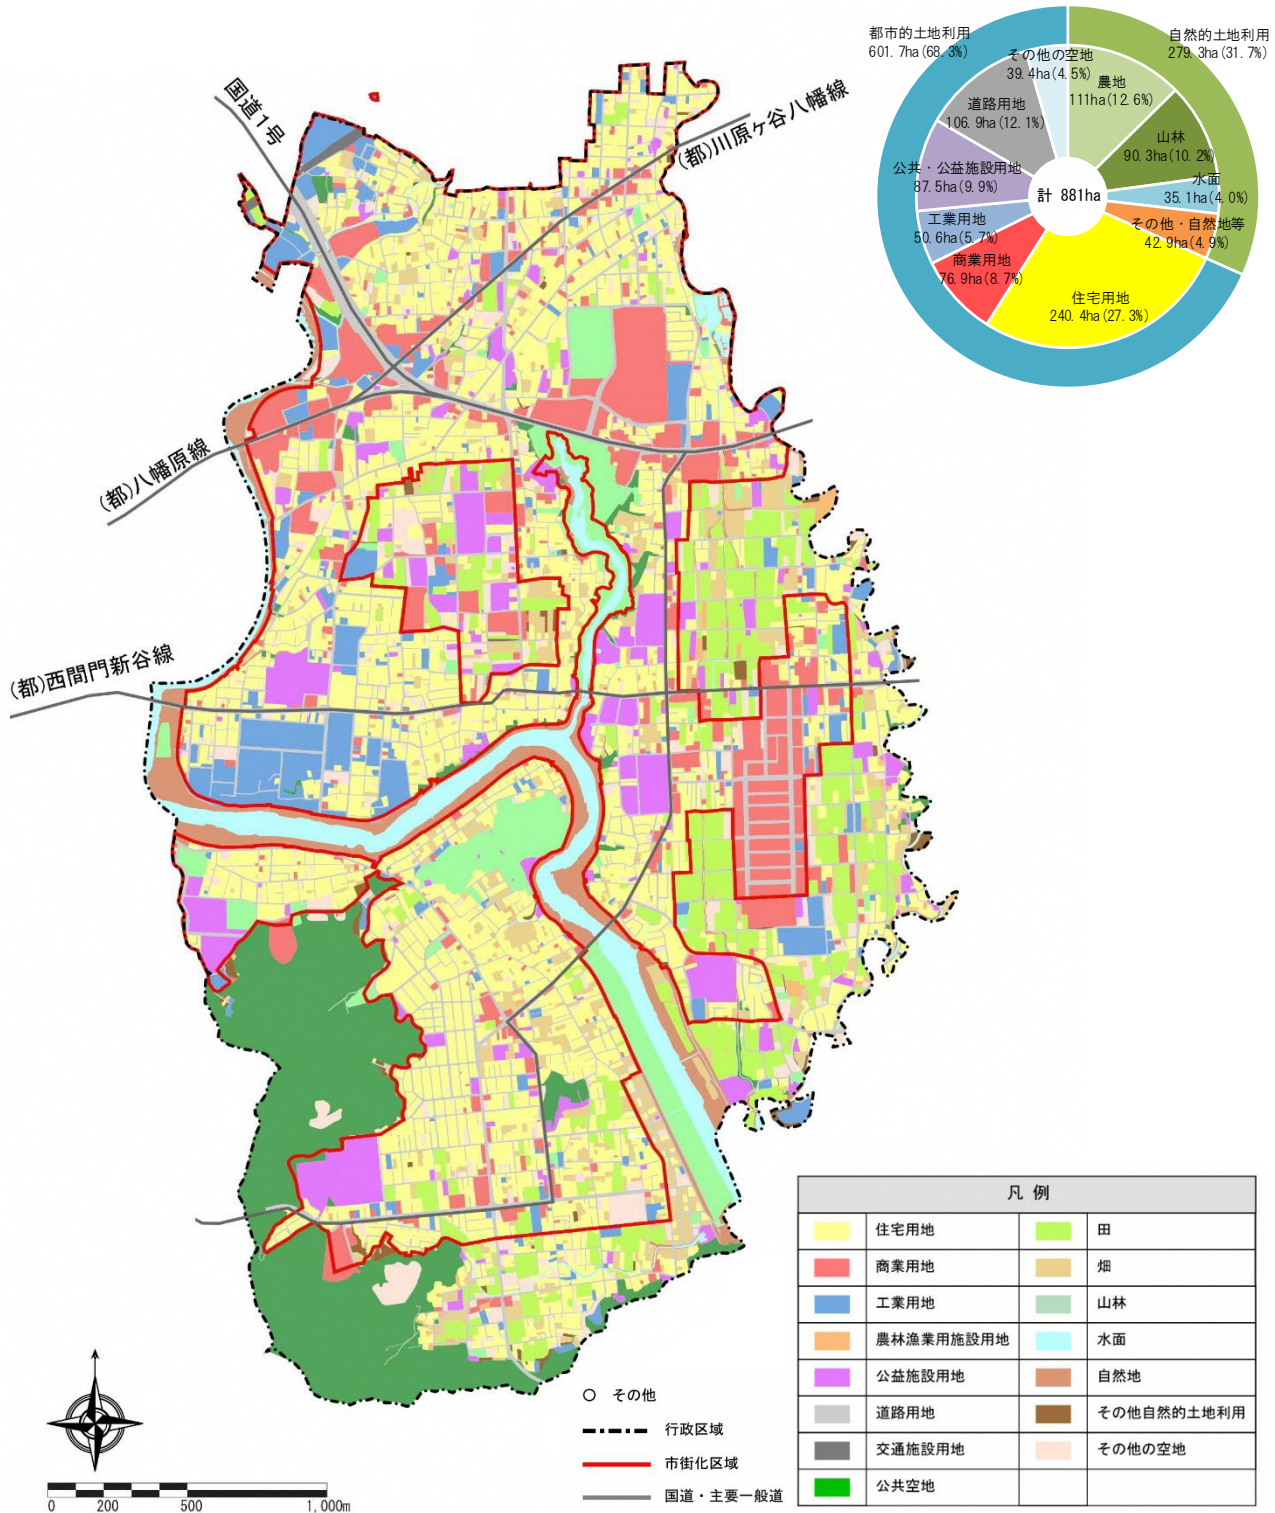 都市的土地利用
601.7ha(68.3%)
自然的土地利用
279.3ha(31.7%)
その他の空地
39.4ha(4.5%)
農地
111ha(12.6%)
道路用地
106.9ha(12.1%)
山林
90.3ha(10.2%)
公共・公益施設用地
87.5ha(9.9%)
計 881ha
水面
35.1ha(4.0%)
工業用地
50.6ha(5.7%)
その他・自然地等
42.9ha(4.9%)
商業用地
76.9ha(8.7%)
住宅用地
240.4ha(27.3%)
国道1号
(都)川原ヶ谷八幡線
(都)八幡原線
(都)西間門新谷線
凡 例
住宅用地 田
商業用地 畑
工業用地 山林
農林漁業用施設用地 水面
公益施設用地 自然地
道路用地 その他自然的土地利用
交通施設用地 その他の空地
公共空地
その他
行政区域
市街化区域
国道・主要一般道
0 200 500 1,000m